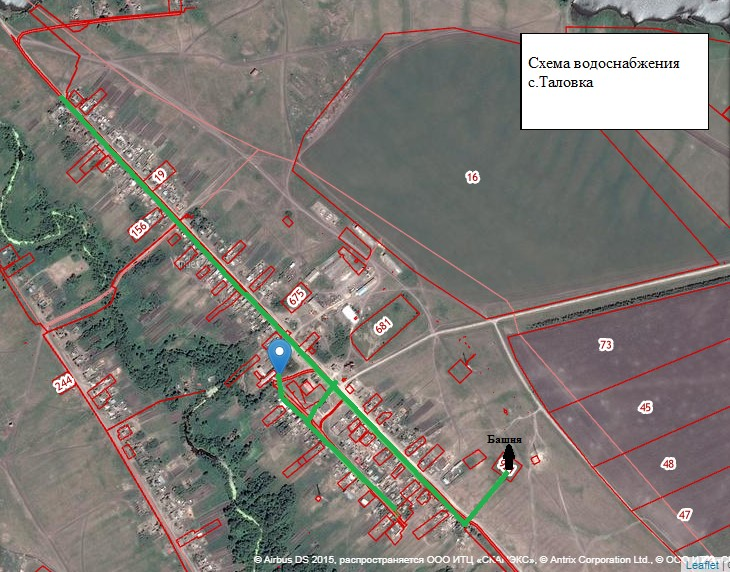 Схема водоснабжения
с.Таловка
16
19
156
675
681
73
244
45
Башня
48
47
© Airbus DS 2015, распространяется ООО ИТЦ «СКАНЭКС», © Antrix Corporation Ltd., ©
Leaflet | ©